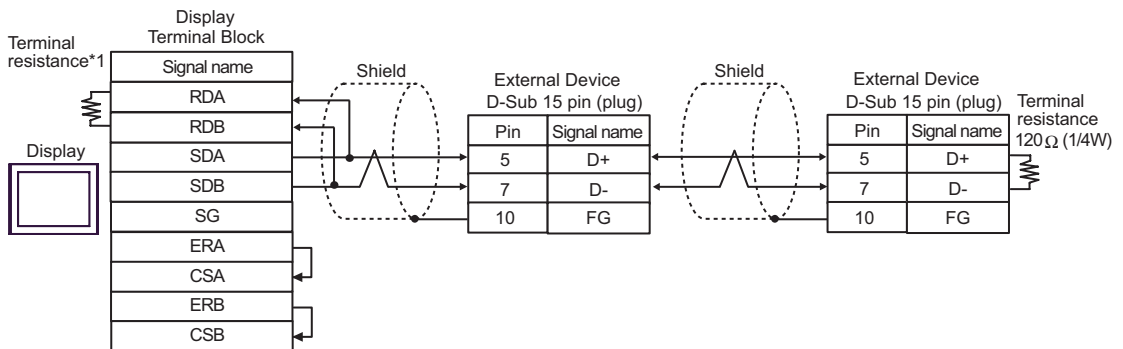 Display
Terminal Block
Terminal
resistance*1
Signal name
RDA
RDB
SDA
SDB
SG
ERA
CSA
ERB
CSB
Display
Shield
External Device
D-Sub 15 pin (plug)
Pin Signal name
5 D+
7 D-
10 FG
Shield
External Device
D-Sub 15 pin (plug)
Pin Signal name
5 D+
7 D-
10 FG
Terminal
resistance
120Ω (1/4W)